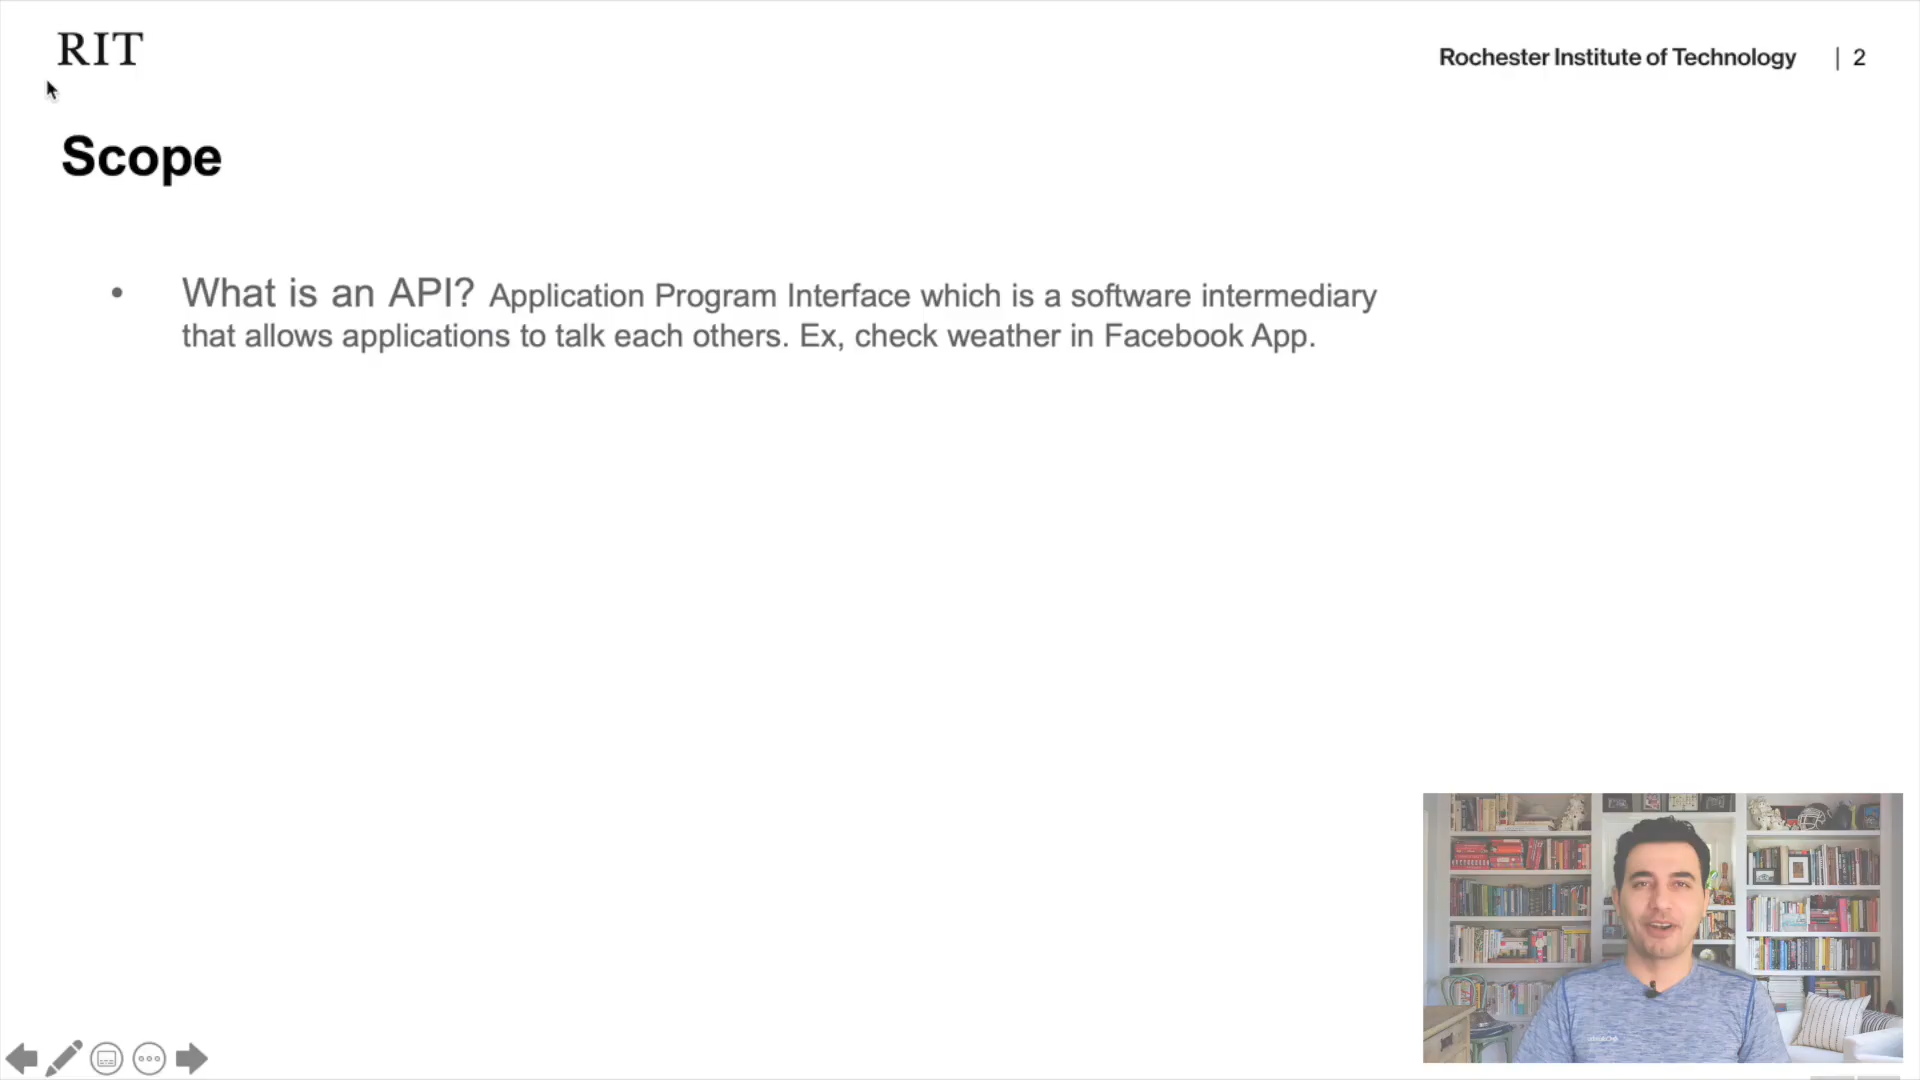 RIT
Rochester Institute of Technology | 2
Scope
• What is an API? Application Program Interface which is a software intermediary
that allows applications to talk each others. Ex, check weather in Facebook App.